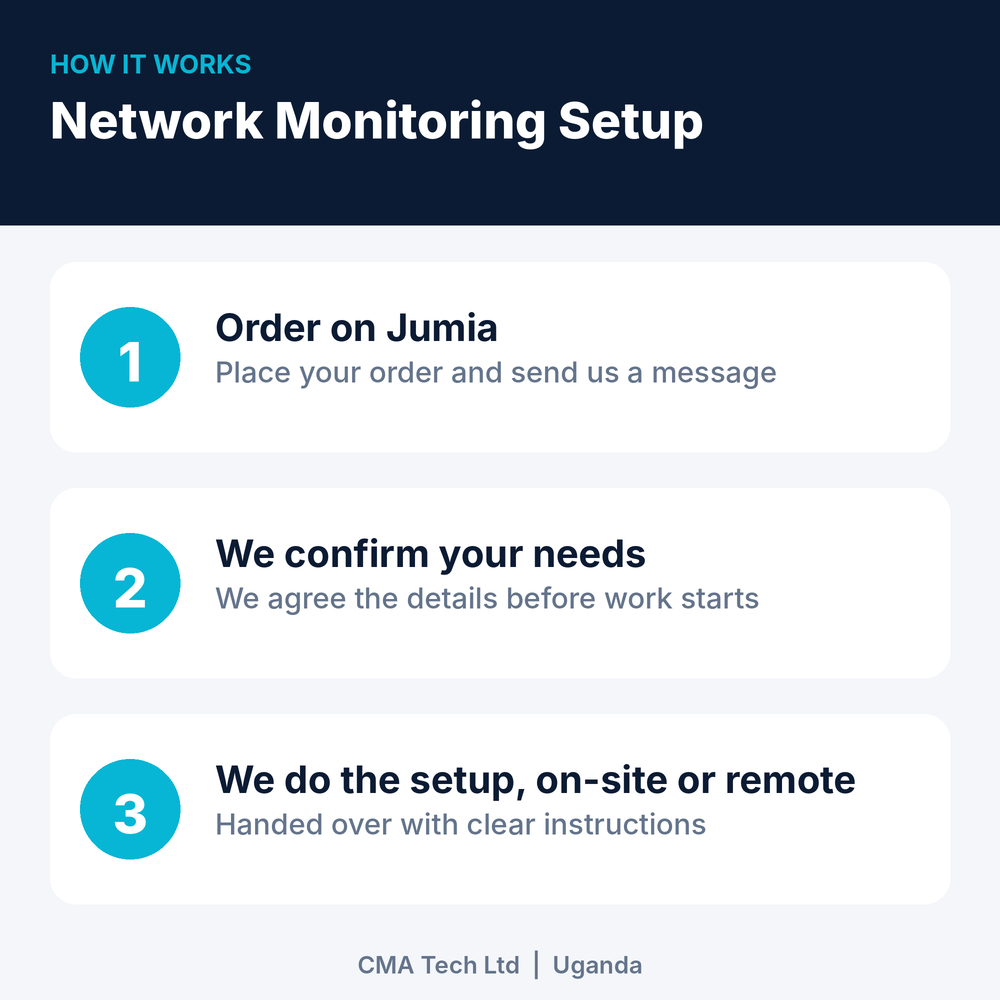 HOW IT WORKS
Network Monitoring Setup
1
Order on Jumia
Place your order and send us a message
2
We confirm your needs
We agree the details before work starts
3
We do the setup, on-site or remote
Handed over with clear instructions
CMA Tech Ltd | Uganda